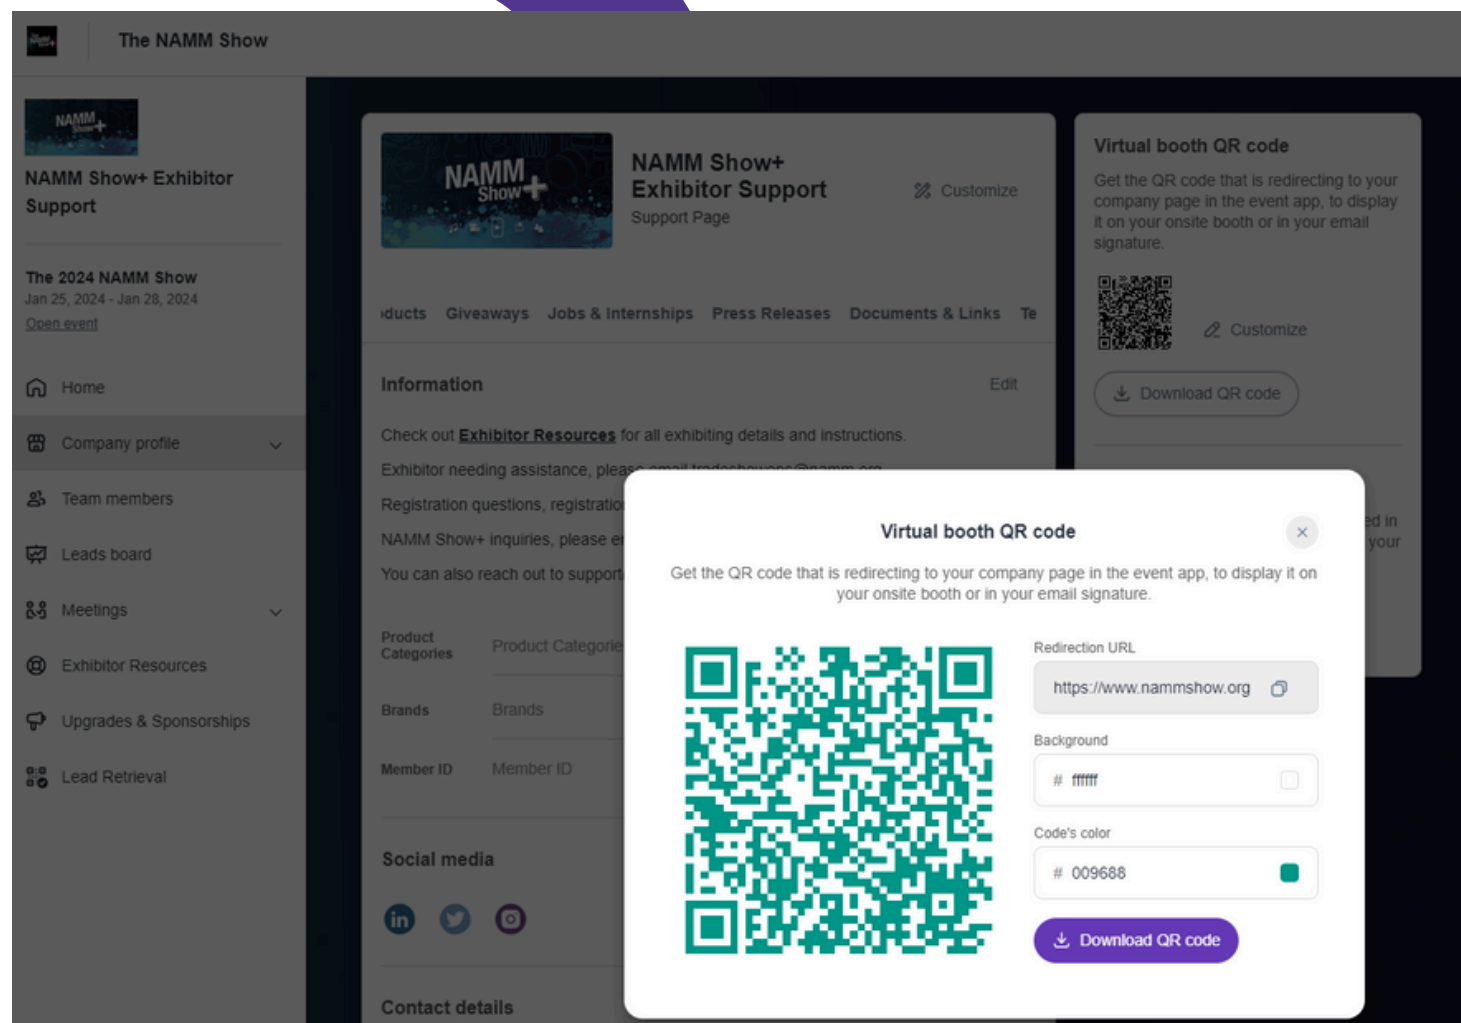 The NAMM Show
NAMM
Show+
NAMM Show+ Exhibitor
Support
The 2024 NAMM Show
Jan 25, 2024 - Jan 28, 2024
Open event
Home
Company profile
Team members
Leads board
Meetings
Exhibitor Resources
Upgrades & Sponsorships
Lead Retrieval
NAMM
Show+
NAMM Show+
Exhibitor Support
Support Page
Customize
ducts Giveaways Jobs & Internships Press Releases Documents & Links Te
Information
Edit
Check out Exhibitor Resources for all exhibiting details and instructions.
Exhibitor needing assistance, please email tradeshowops@namm.org
Registration questions, registratio
NAMM Show+ inquiries, please e
You can also reach out to support
Product
Categories
Product Categorie
Brands
Brands
Member ID
Member ID
Social media
in
Contact details
Virtual booth QR code
Get the QR code that is redirecting to your
company page in the event app, to display
it on your onsite booth or in your email
signature.
Customize
Download QR code
ed in
your
Virtual booth QR code
Get the QR code that is redirecting to your company page in the event app, to display it on
your onsite booth or in your email signature.
Redirection URL
https://www.nammshow.org
Background
# ffffff
Code's color
# 009688
Download QR code